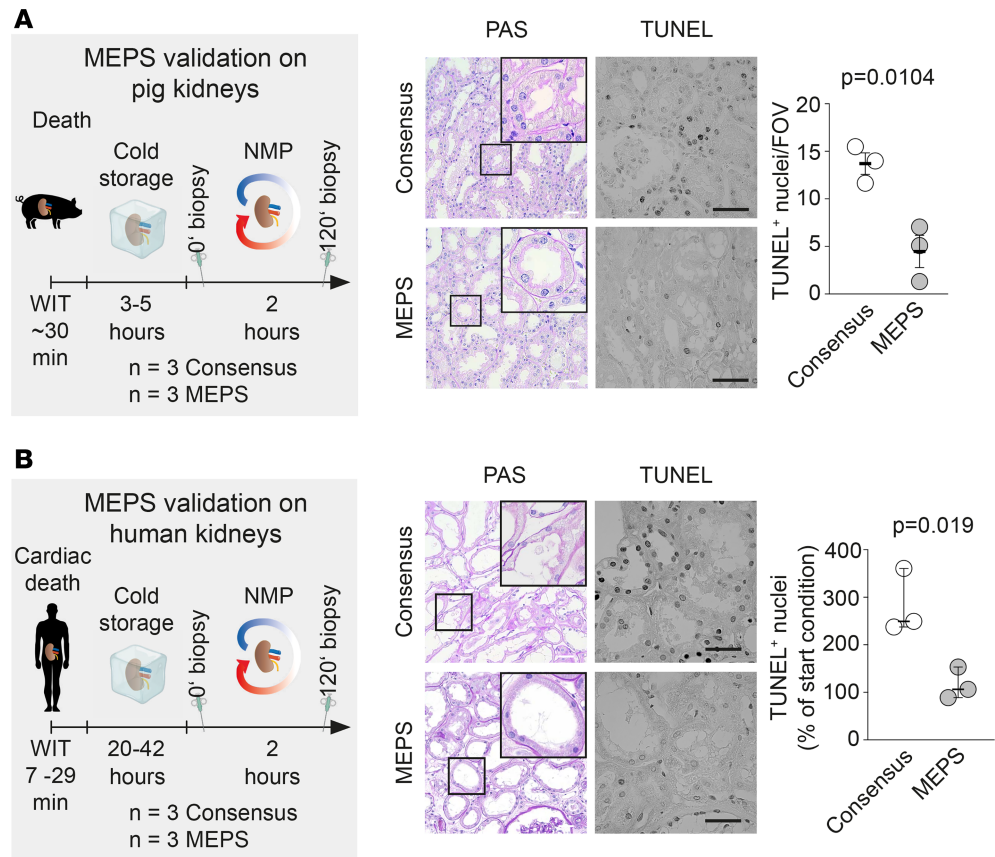 A
MEPS validation on
pig kidneys
Death
Cold
storage
NMP
0‘ biopsy
120‘ biopsy
WIT
~30
min
3-5
hours
2
hours
n = 3 Consensus
n = 3 MEPS
PAS
TUNEL
Consensus
MEPS
p=0.0104
TUNEL+ nuclei/FOV
20
15
10
5
0
Consensus
MEPS
B
MEPS validation on
human kidneys
Cardiac
death
Cold
storage
NMP
0‘ biopsy
120‘ biopsy
WIT
7 -29
min
20-42
hours
2
hours
n = 3 Consensus
n = 3 MEPS
PAS
TUNEL
Consensus
MEPS
p=0.019
TUNEL+ nuclei
(% of start condition)
400
300
200
100
0
Consensus
MEPS